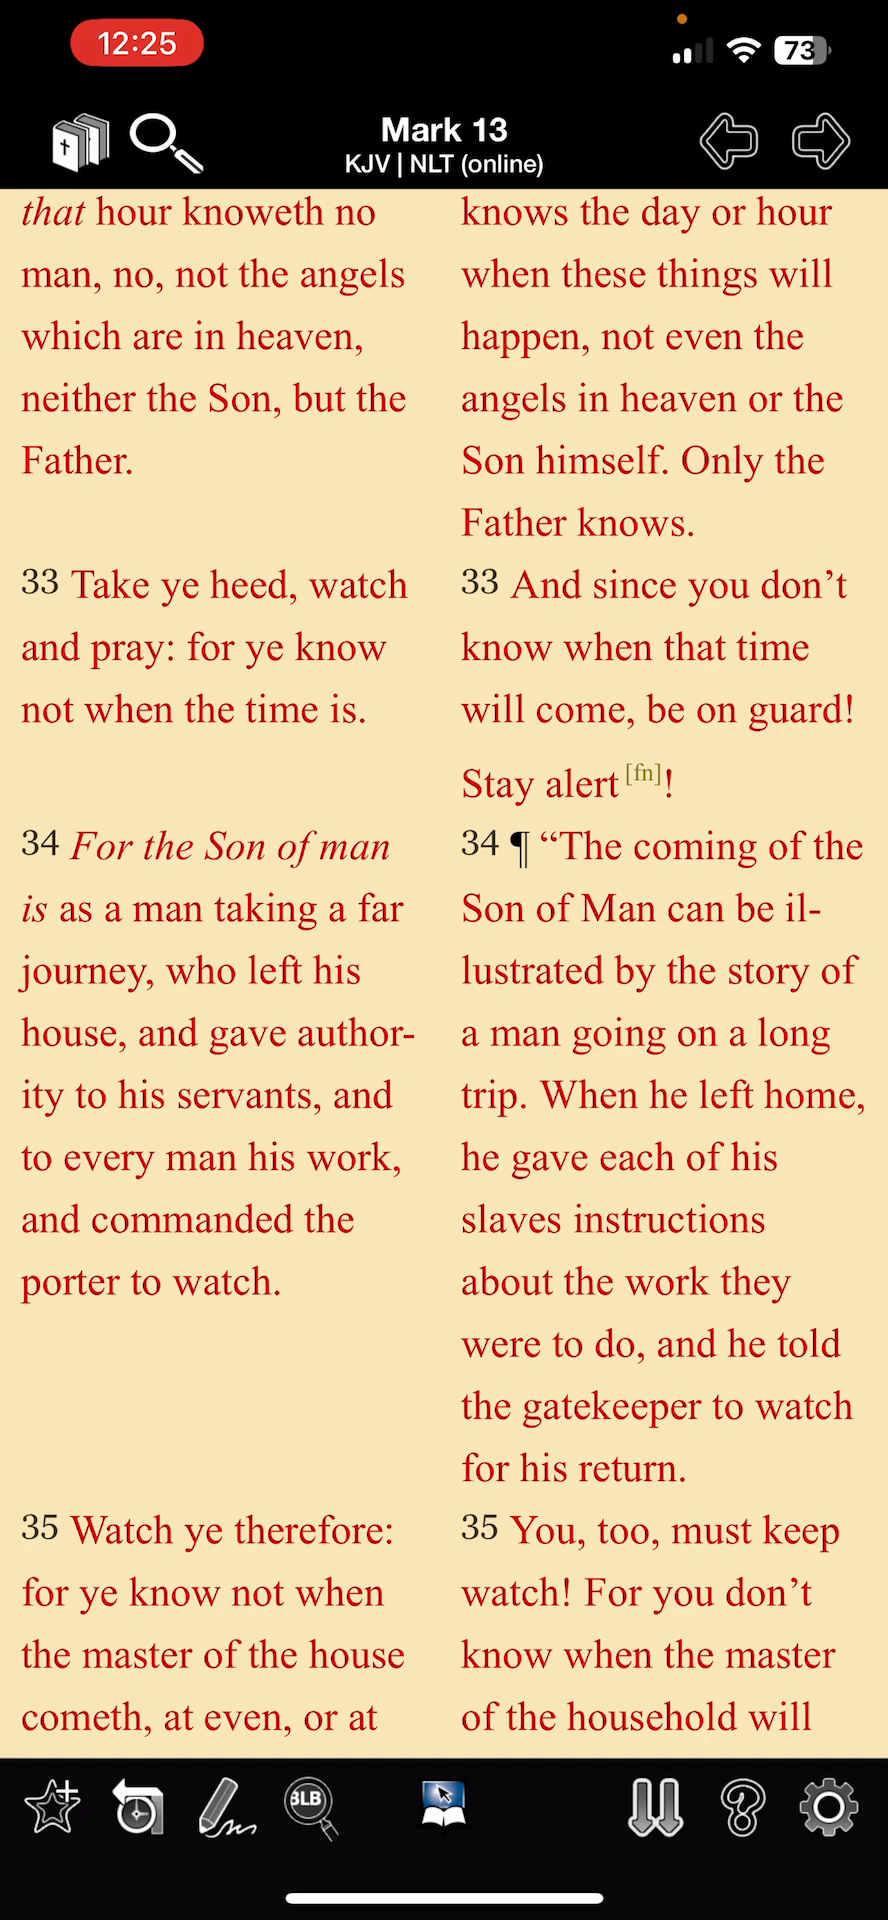 12:25
73
Mark 13
KJV | NLT (online)
that hour knoweth no
man, no, not the angels
which are in heaven,
neither the Son, but the
Father.
33 Take ye heed, watch
and pray: for ye know
not when the time is.
34 For the Son of man
is as a man taking a far
journey, who left his
house, and gave author-
ity to his servants, and
to every man his work,
and commanded the
porter to watch.
35 Watch ye therefore:
for ye know not when
the master of the house
cometh, at even, or at
knows the day or hour
when these things will
happen, not even the
angels in heaven or the
Son himself. Only the
Father knows.
33 And since you don’t
know when that time
will come, be on guard!
Stay alert [fn]!
34 ¶ “The coming of the
Son of Man can be il-
lustrated by the story of
a man going on a long
trip. When he left home,
he gave each of his
slaves instructions
about the work they
were to do, and he told
the gatekeeper to watch
for his return.
35 You, too, must keep
watch! For you don’t
know when the master
of the household will
BLB